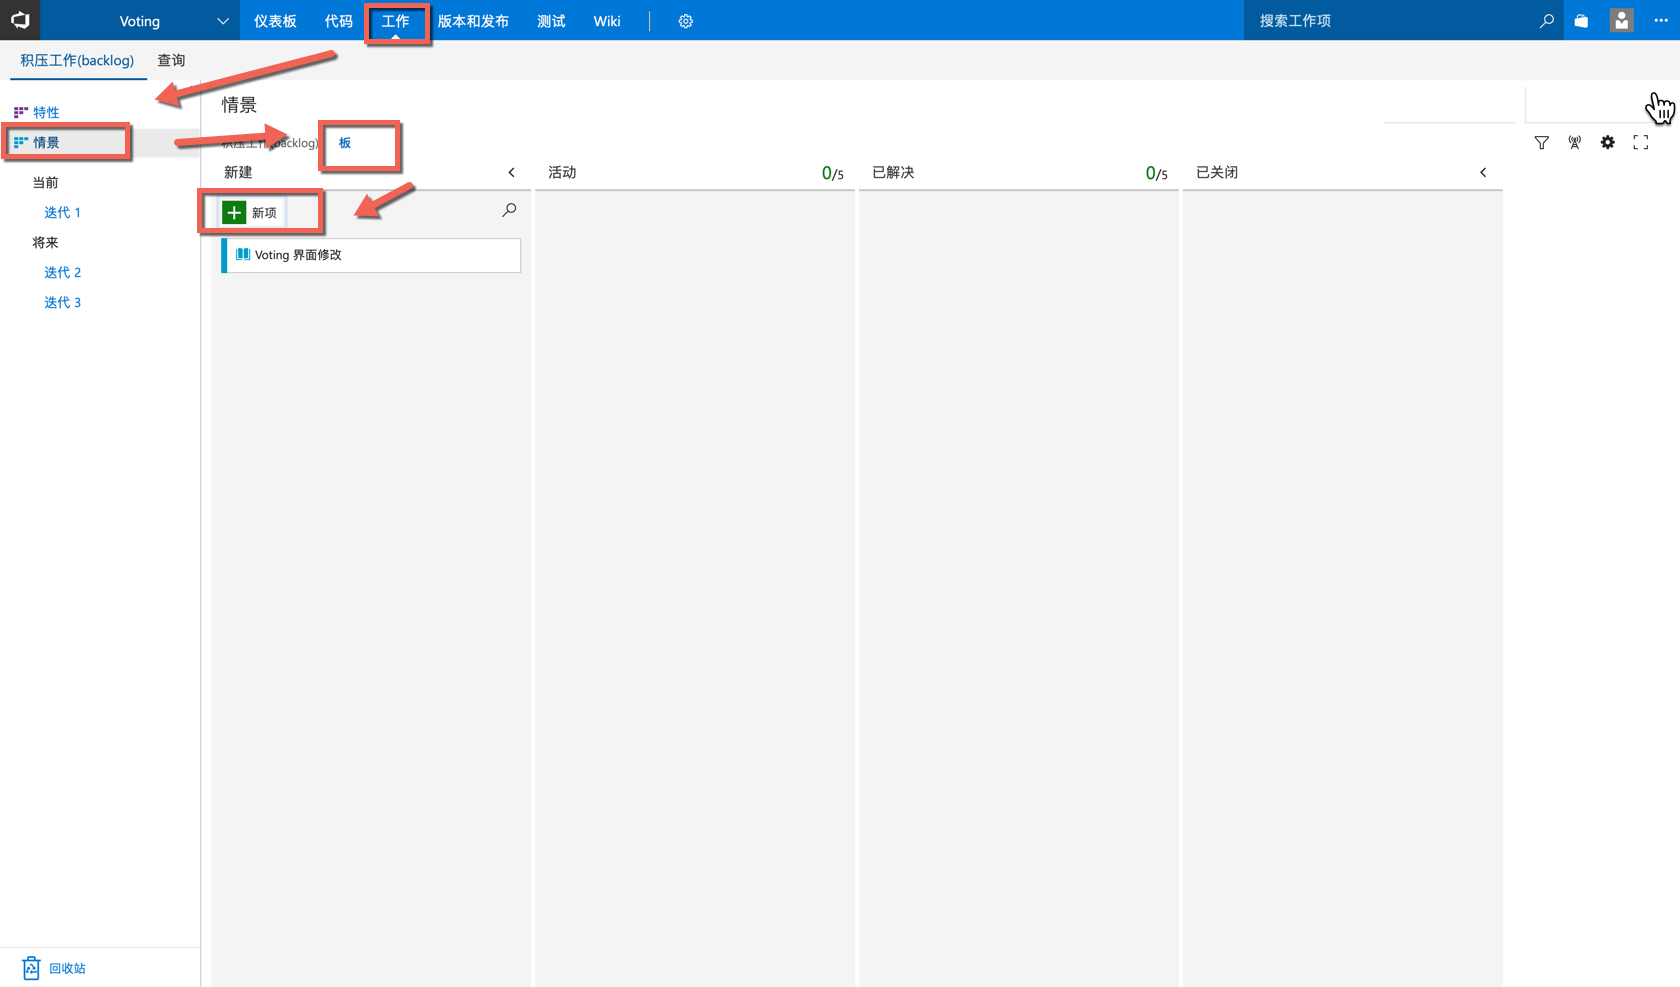 Voting 仪表板 代码 工作 版本和发布 测试 Wiki 搜索工作项
积压工作(backlog) 查询
特性
情景
当前
迭代 1
将来
迭代 2
迭代 3
回收站
情景
积压工作(backlog) 板
新建 活动 0/5 已解决 0/5 已关闭
新项
Voting 界面修改